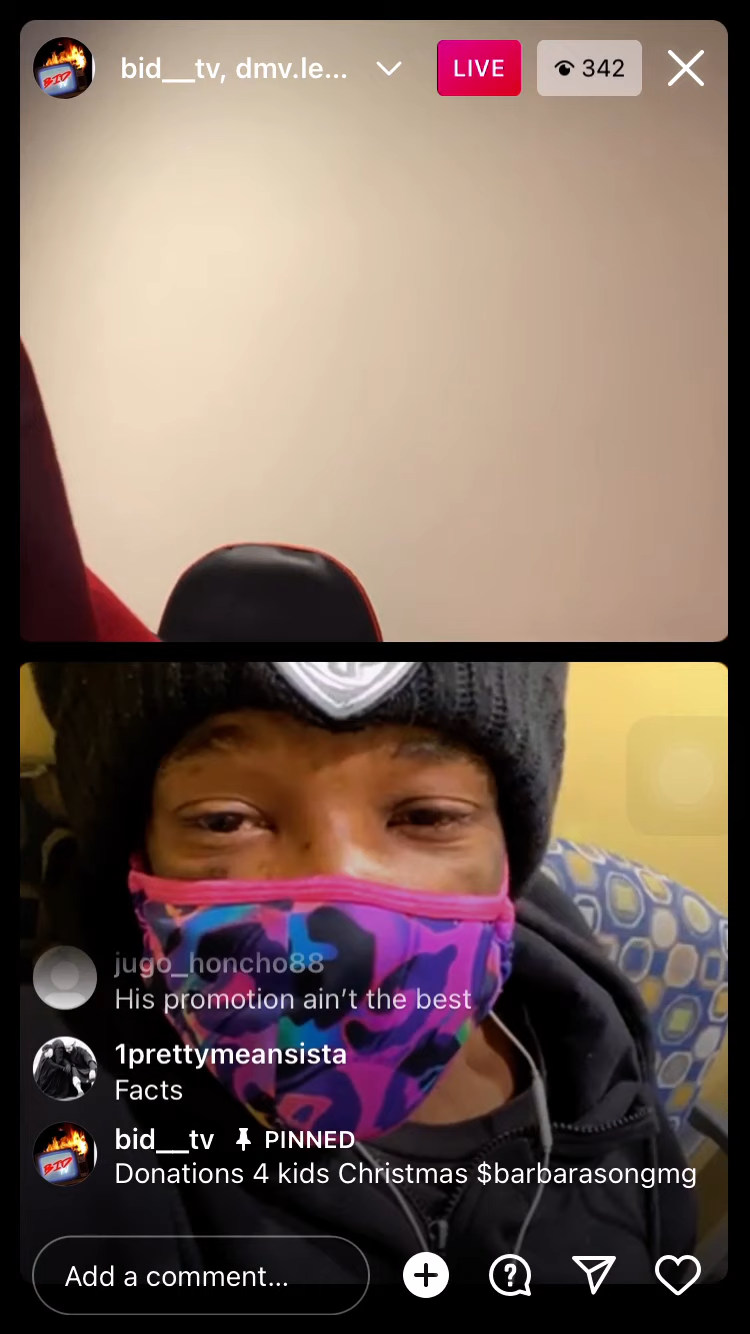 bid__tv, dmv.le...
LIVE
342
jugo_honcho88
His promotion ain't the best
1prettymeansista
Facts
bid__tv PINNED
Donations 4 kids Christmas $barbarasongmg
Add a comment...